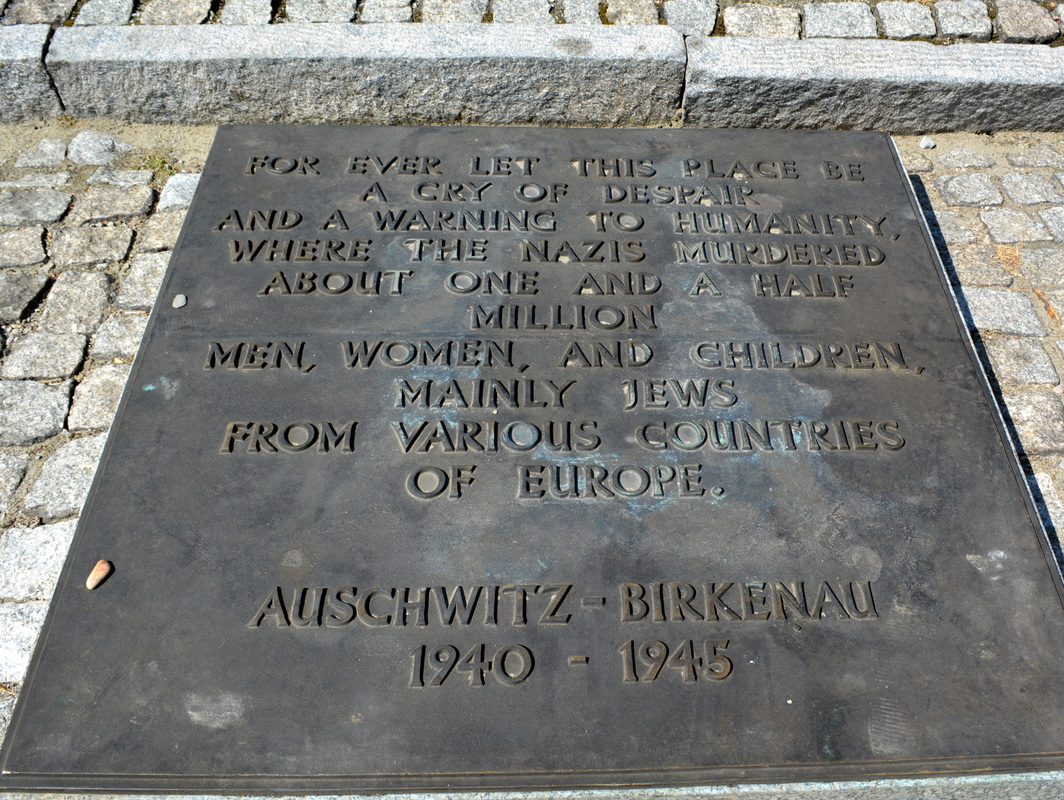 FOR EVER LET THIS PLACE BE
A CRY OF DESPAIR
AND A WARNING TO HUMANITY,
WHERE THE NAZIS MURDERED
ABOUT ONE AND A HALF
MILLION
MEN, WOMEN, AND CHILDREN,
MAINLY JEWS
FROM VARIOUS COUNTRIES
OF EUROPE.
AUSCHWITZ - BIRKENAU
1940 - 1945